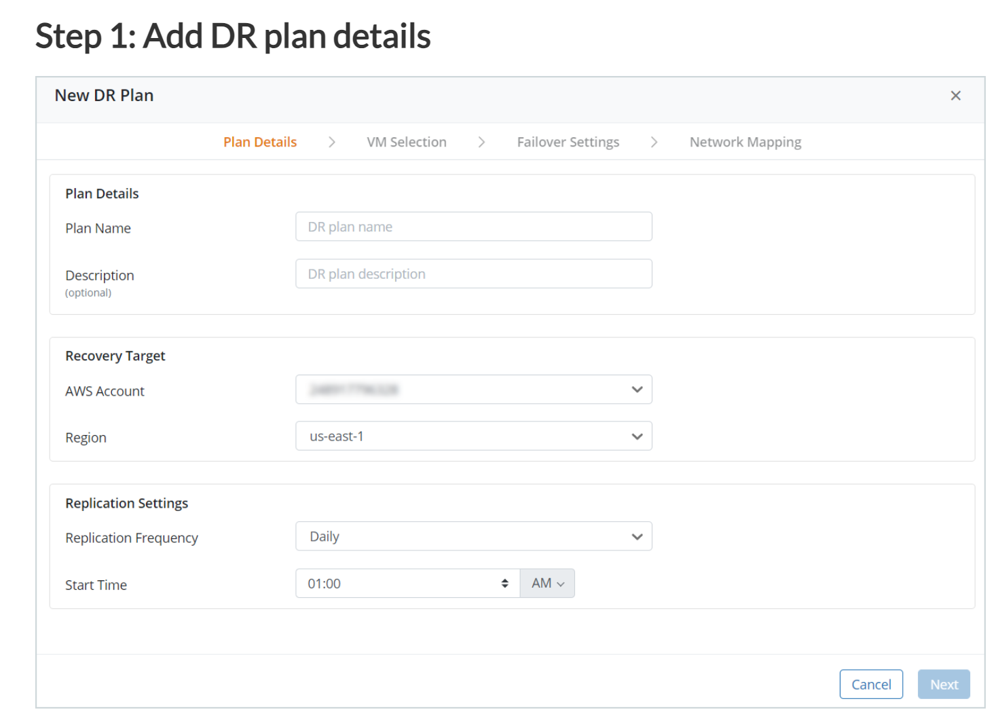 Step 1: Add DR plan details
New DR Plan
Plan Details
VM Selection
Failover Settings
Network Mapping
Plan Details
Plan Name
DR plan name
Description
DR plan description
(optional)
Recovery Target
AWS Account
Region
us-east-1
Replication Settings
Replication Frequency
Daily
Start Time
01:00
AM
Cancel
Next